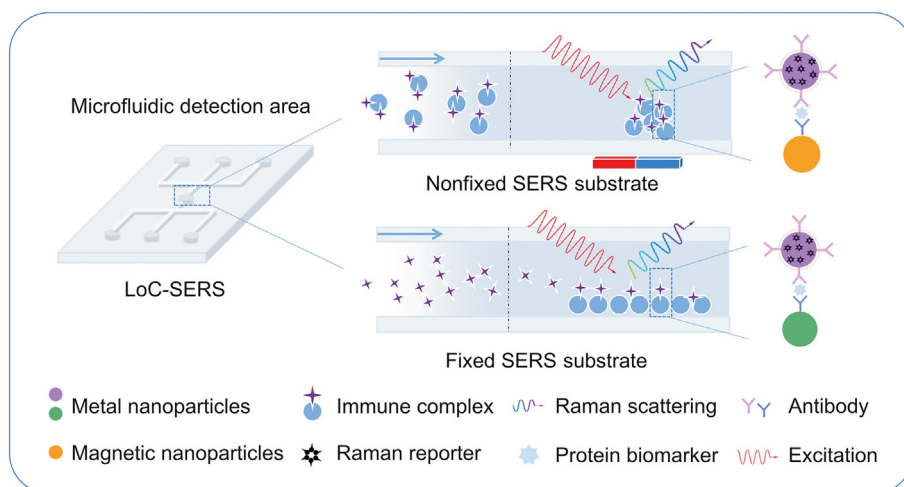 Microfluidic detection area
LoC-SERS
Nonfixed SERS substrate
Fixed SERS substrate
Metal nanoparticles
Immune complex
Raman scattering
Antibody
Magnetic nanoparticles
Raman reporter
Protein biomarker
Excitation